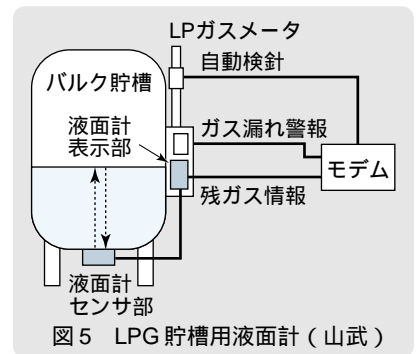 LPガスメータ
自動検針
バルク貯槽
液面計
表示部
ガス漏れ警報
モデム
残ガス情報
液面計
センサ部
図5 LPG貯槽用液面計(山武)